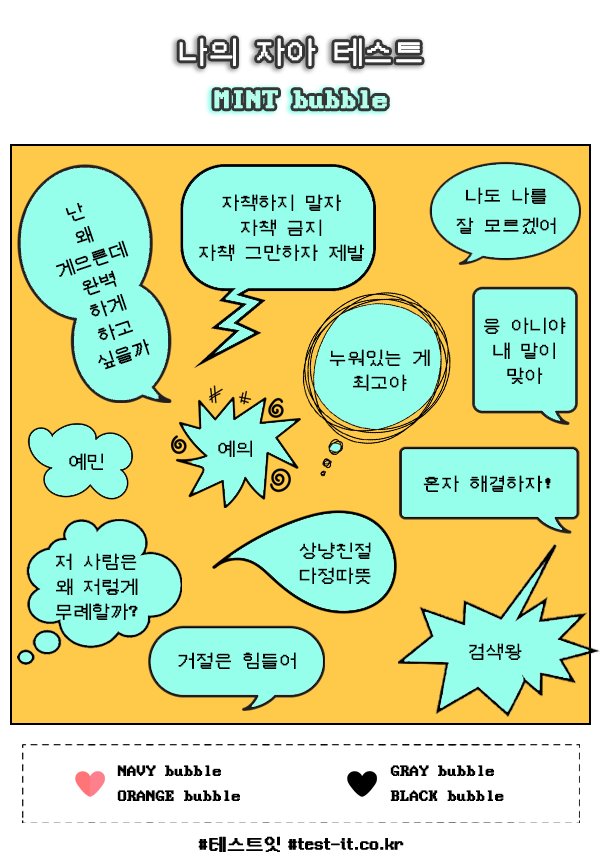 나의 자아 테스트
MINT bubble
난
왜
게으른데
완벽
하게
하고
싶을까
자책하지 말자
자책 금지
자책 그만하자 제발
나도 나를
잘 모르겠어
누워있는 게
최고야
응 아니야
내 말이
맞아
예민
예의
혼자 해결하자!
저 사람은
왜 저렇게
무례할까?
상냥친절
다정따뜻
거절은 힘들어
검색왕
NAVY bubble
ORANGE bubble
GRAY bubble
BLACK bubble
#테스트잇 #test-it.co.kr